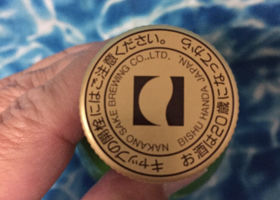 キャップの開栓にはご注意ください。
お酒は20歳になってから。
NAKANO SAKE BREWING CO., LTD.
BISHU HANDA JAPAN.